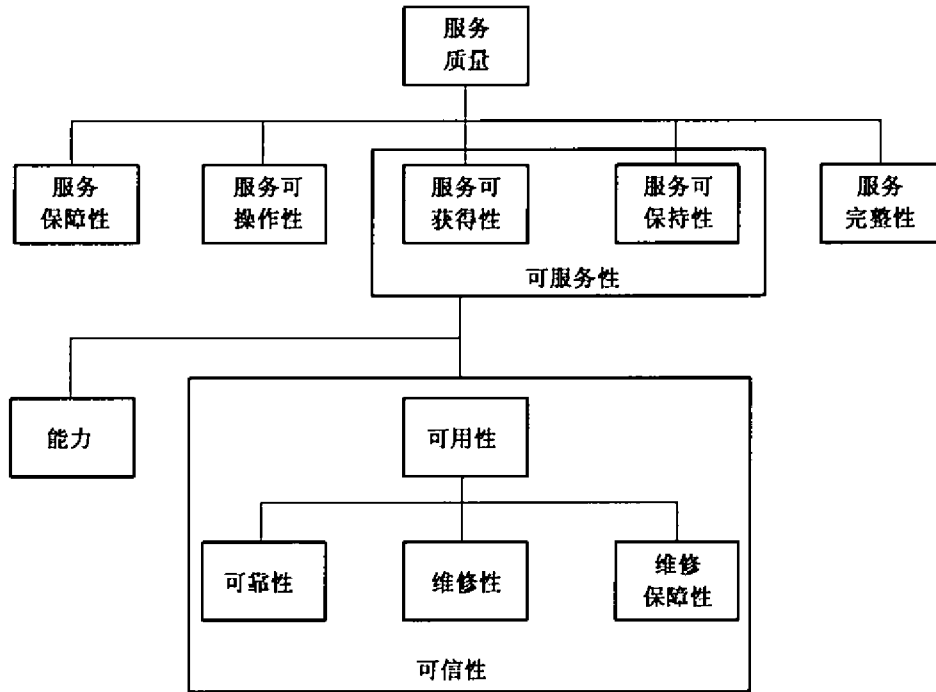 服务
质量
服务
保障性
服务可
操作性
服务可
获得性
服务可
保持性
服务
完整性
可服务性
能力
可用性
可靠性
维修性
维修
保障性
可信性